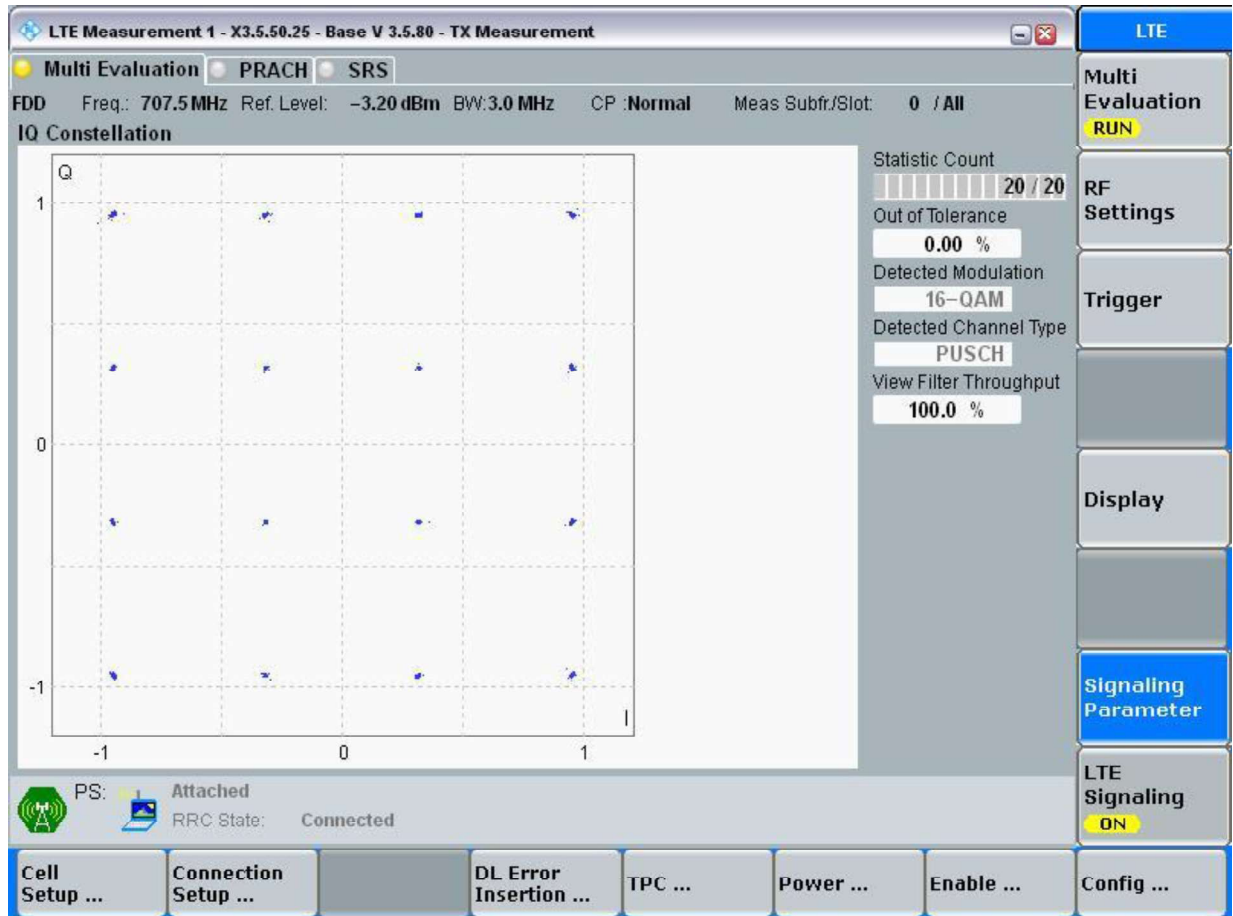 LTE Measurement 1 - X3.5.50.25 - Base V 3.5.80 - TX Measurement
LTE
Multi Evaluation PRACH SRS
Multi
Evaluation
RUN
FDD Freq.: 707.5 MHz Ref. Level: −3.20 dBm BW: 3.0 MHz CP :Normal Meas Subfr./Slot: 0 / All
IQ Constellation
Q
1
0
-1
-1 0 1
I
Statistic Count
20 / 20
Out of Tolerance
0.00 %
Detected Modulation
16−QAM
Detected Channel Type
PUSCH
View Filter Throughput
100.0 %
RF
Settings
Trigger
Display
Signaling
Parameter
LTE
Signaling
ON
PS: Attached
RRC State: Connected
Cell
Setup ...
Connection
Setup ...
DL Error
Insertion ...
TPC ...
Power ...
Enable ...
Config ...